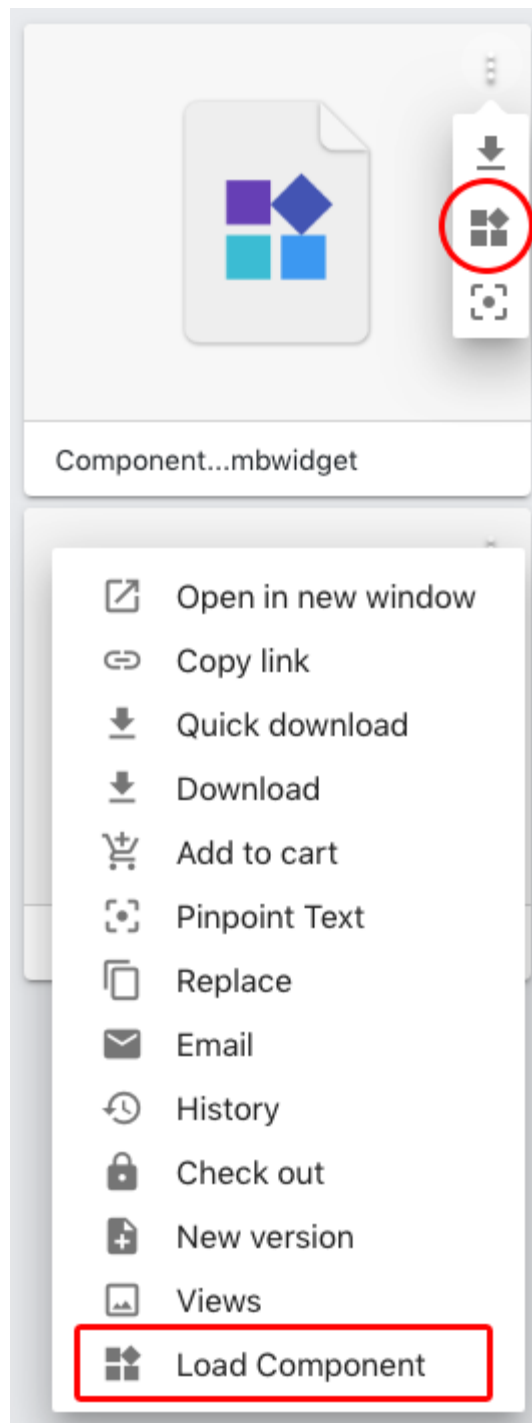 Component...mbwidget
Open in new window
Copy link
Quick download
Download
Add to cart
Pinpoint Text
Replace
Email
History
Check out
New version
Views
Load Component